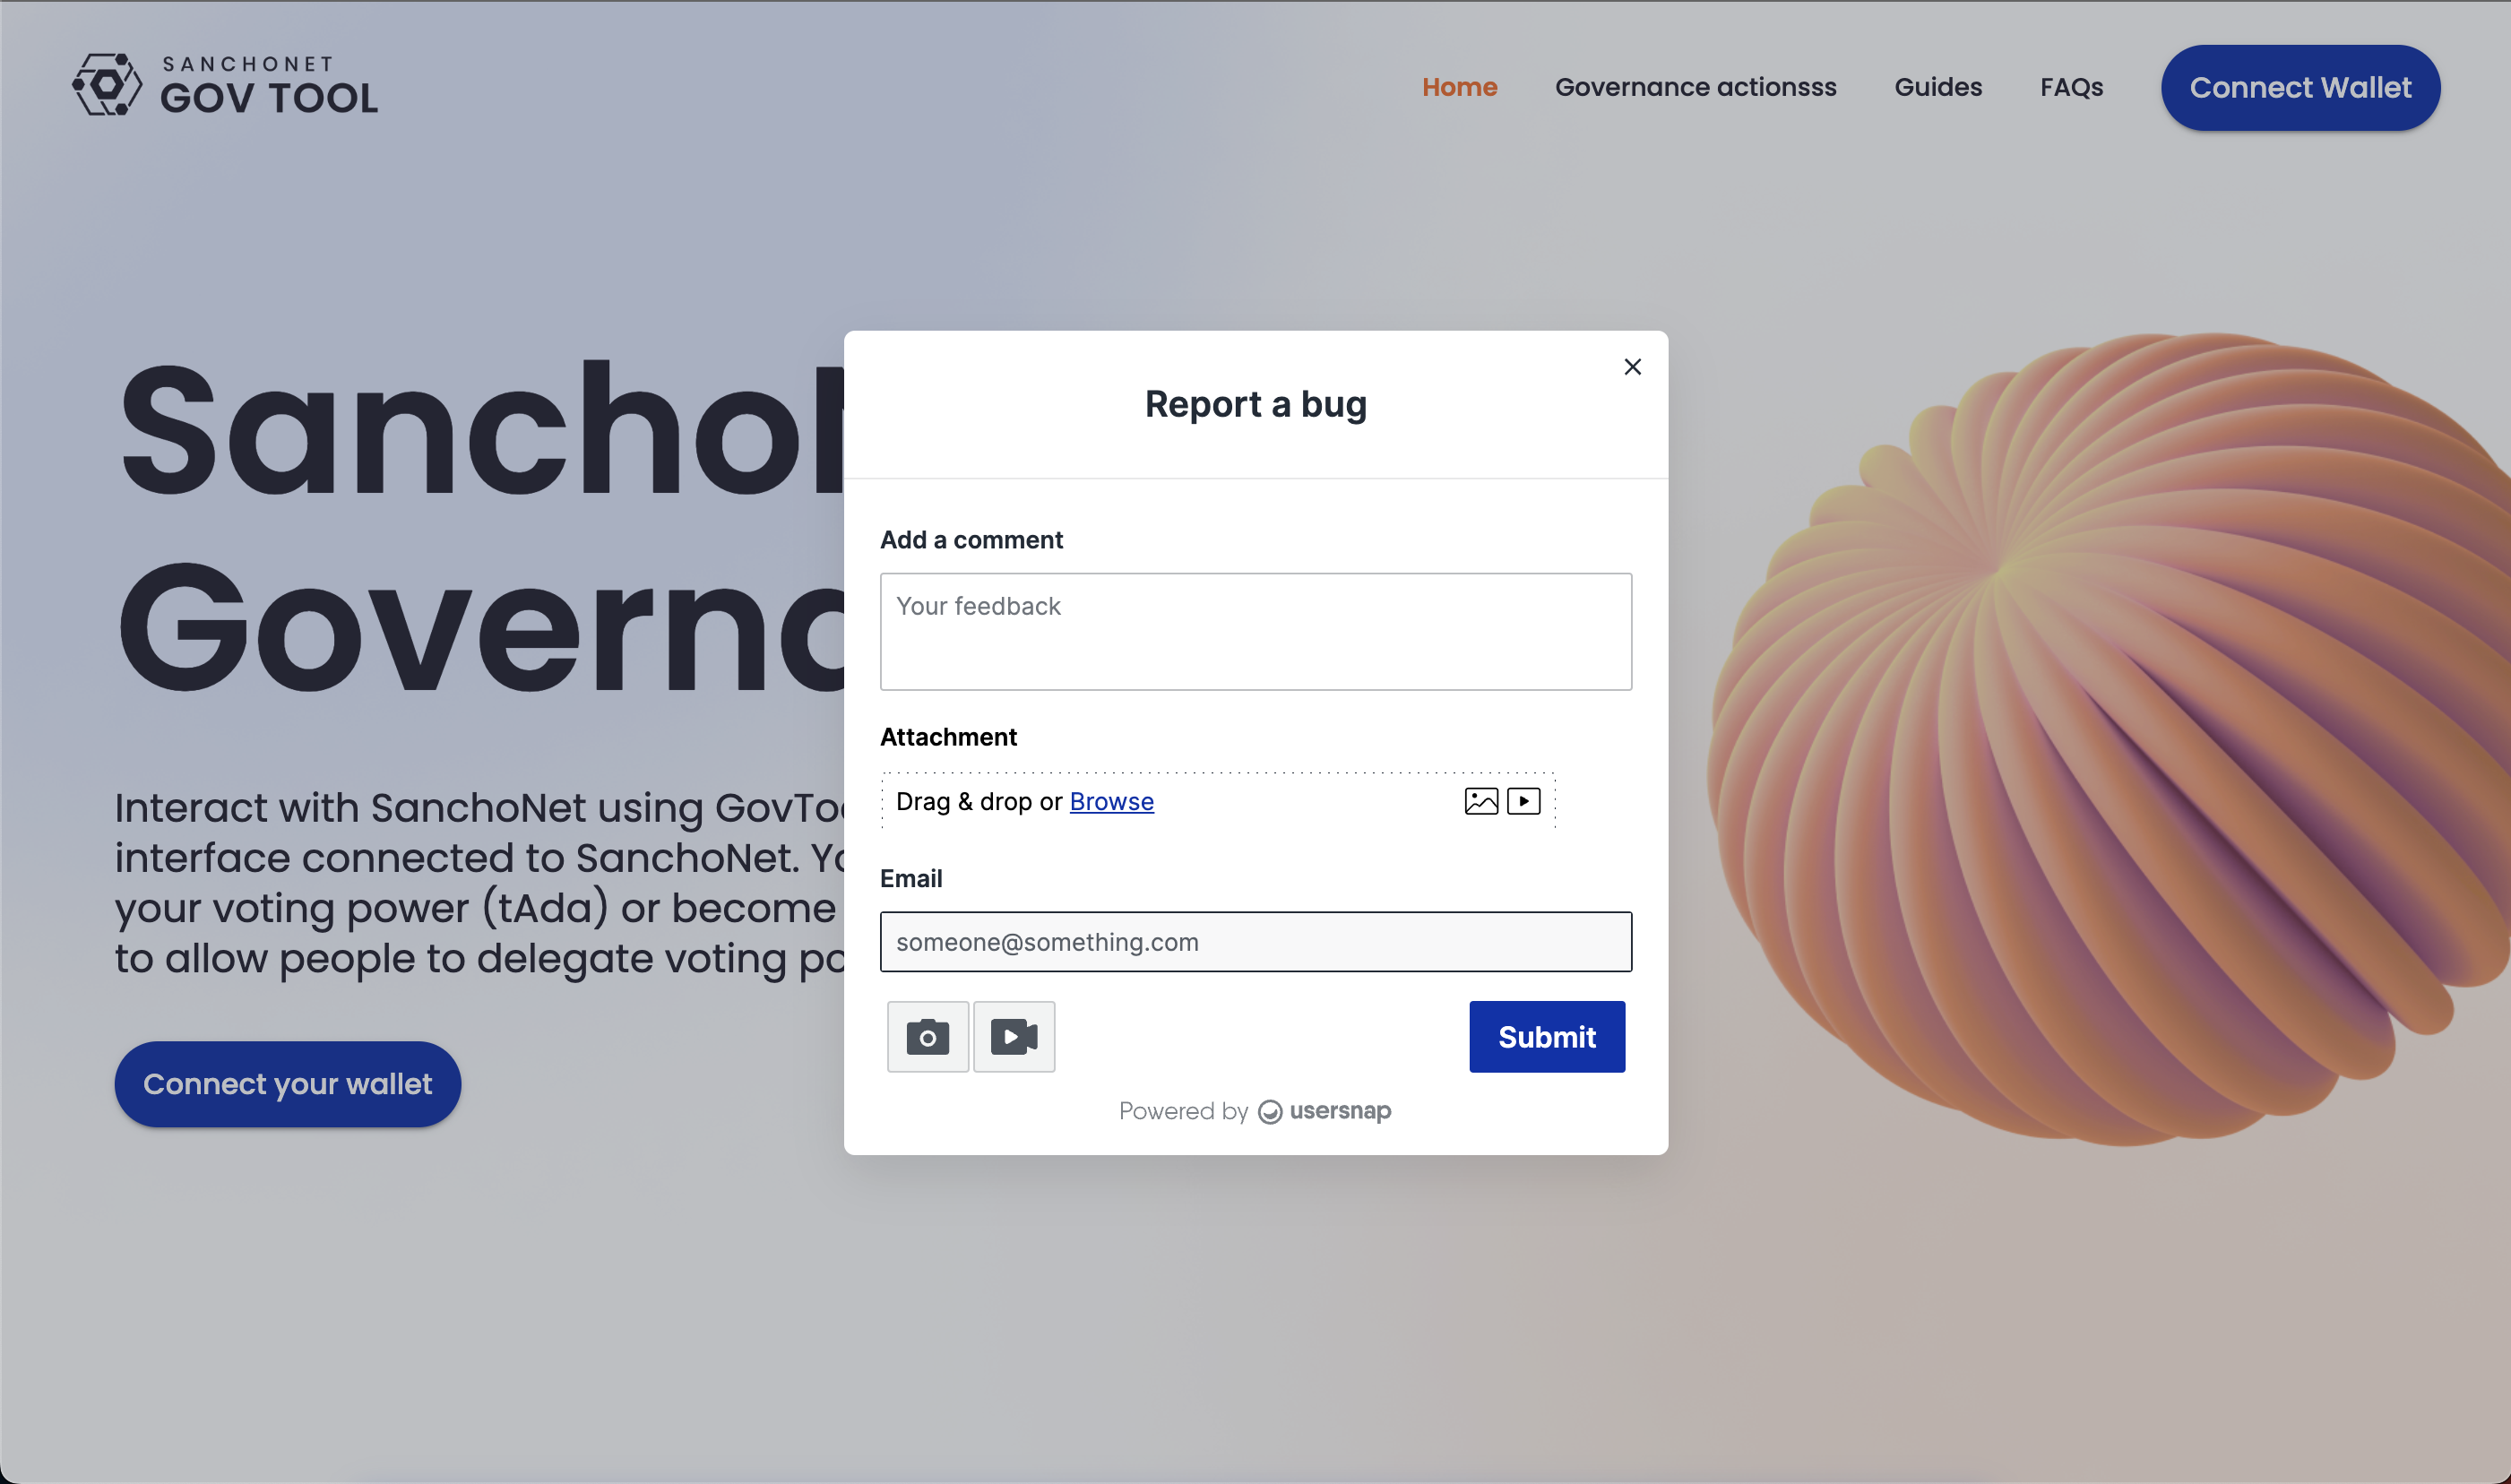 SANCHONET
GOV TOOL
Home
Governance actionsss
Guides
FAQs
Connect Wallet
Sancho
Governa
Interact with SanchoNet using GovTo
interface connected to SanchoNet. Yo
your voting power (tAda) or become
to allow people to delegate voting po
Connect your wallet
Report a bug
Add a comment
Your feedback
Attachment
Drag & drop or Browse
Email
someone@something.com
Submit
Powered by usersnap